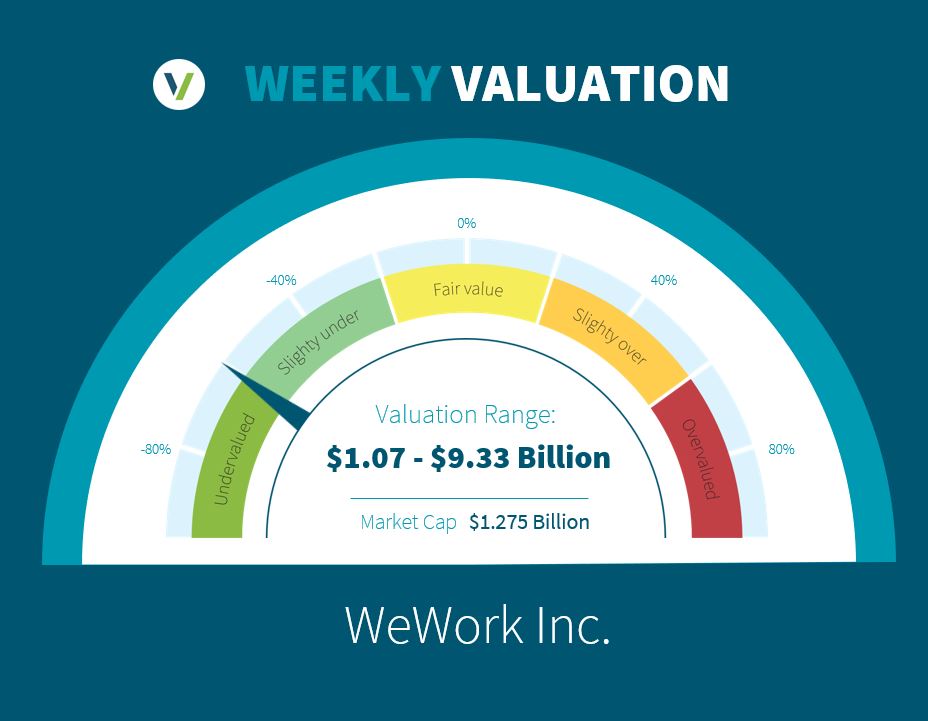 WEEKLY VALUATION
0%
-40%
40%
Fair value
Slighty under
Slighty over
Undervalued
Overvalued
-80%
80%
Valuation Range:
$1.07 - $9.33 Billion
Market Cap $1.275 Billion
WeWork Inc.